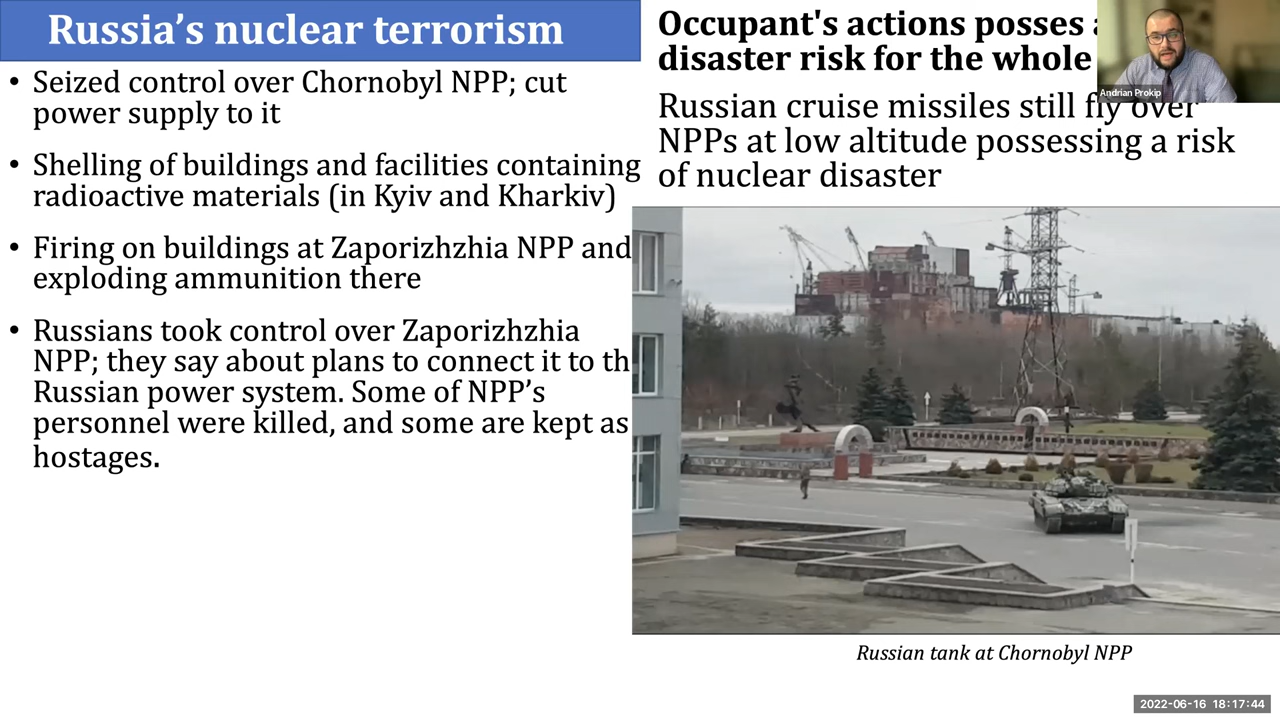 Russia’s nuclear terrorism
• Seized control over Chornobyl NPP; cut
power supply to it
• Shelling of buildings and facilities containing
radioactive materials (in Kyiv and Kharkiv)
• Firing on buildings at Zaporizhzhia NPP and
exploding ammunition there
• Russians took control over Zaporizhzhia
NPP; they say about plans to connect it to th
Russian power system. Some of NPP’s
personnel were killed, and some are kept as
hostages.
Occupant's actions posses a
disaster risk for the whole
Russian cruise missiles still fly over
NPPs at low altitude possessing a risk
of nuclear disaster
Andrian Prokip
Russian tank at Chornobyl NPP
2022-06-16 18:17:44